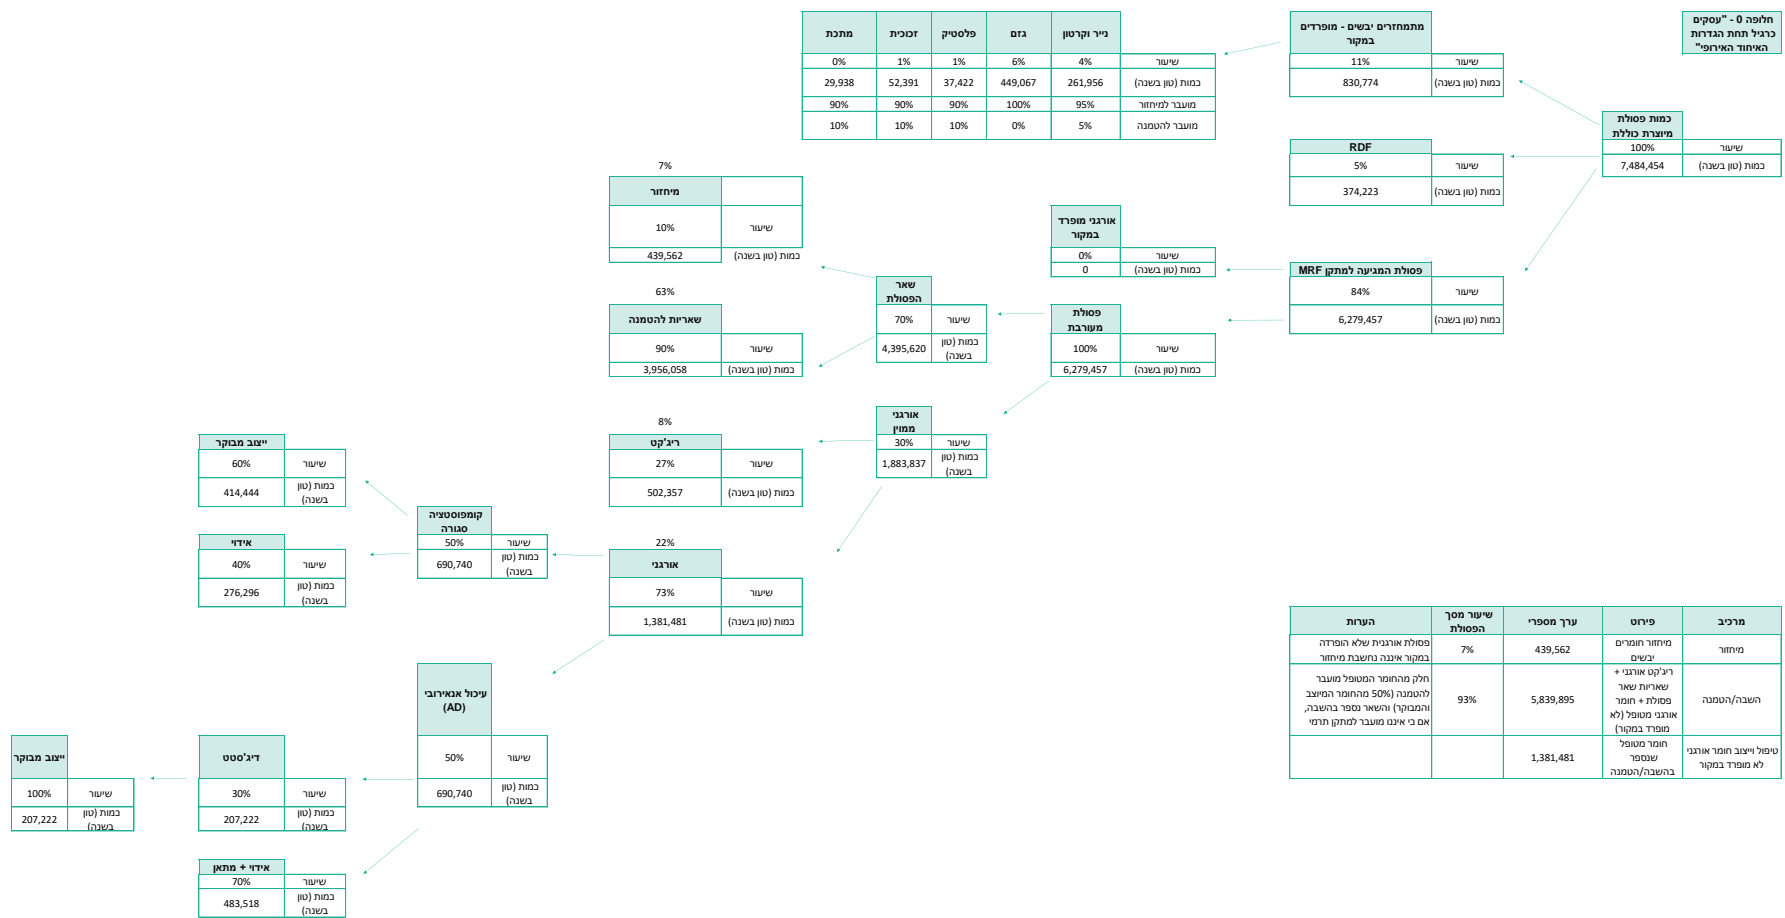 חלופה 0 - "עסקים
כרגיל תחת הגדרות
האיחוד האירופי"
כמות פסולת
מיוצרת כוללת
שיעור 100%
כמות (טון בשנה) 7,484,454
מתמחזרים יבשים - מופרדים
במקור
שיעור 11%
כמות (טון בשנה) 830,774
RDF
שיעור 5%
כמות (טון בשנה) 374,223
פסולת המגיעה למתקן MRF
שיעור 84%
כמות (טון בשנה) 6,279,457
נייר וקרטון גזם פלסטיק זכוכית מתכת
שיעור 4% 6% 1% 1% 0%
כמות (טון בשנה) 261,956 449,067 37,422 52,391 29,938
מועבר למיחזור 95% 100% 90% 90% 90%
מועבר להטמנה 5% 0% 10% 10% 10%
אורגני מופרד
במקור
שיעור 0%
כמות (טון בשנה) 0
פסולת
מעורבת
שיעור 100%
כמות (טון בשנה) 6,279,457
שאר
הפסולת
שיעור 70%
כמות (טון
בשנה) 4,395,620
אורגני
ממוין
שיעור 30%
כמות (טון
בשנה) 1,883,837
7%
מיחזור
שיעור 10%
כמות (טון בשנה) 439,562
63%
שאריות להטמנה
שיעור 90%
כמות (טון בשנה) 3,956,058
8%
ריג'קט
שיעור 27%
כמות (טון בשנה) 502,357
22%
אורגני
שיעור 73%
כמות (טון בשנה) 1,381,481
קומפוסטציה
סגורה
שיעור 50%
כמות (טון
בשנה) 690,740
ייצוב מבוקר
שיעור 60%
כמות (טון
בשנה) 414,444
אידוי
שיעור 40%
כמות (טון
בשנה) 276,296
עיכול אנאירובי
(AD)
שיעור 50%
כמות (טון
בשנה) 690,740
דיג'סטט
שיעור 30%
כמות (טון
בשנה) 207,222
ייצוב מבוקר
שיעור 100%
כמות (טון
בשנה) 207,222
אידוי + מתאן
שיעור 70%
כמות (טון
בשנה) 483,518
מרכיב פירוט ערך מספרי שיעור מסך
הפסולת הערות
מיחזור מיחזור חומרים
יבשים 439,562 7% פסולת אורגנית שלא הופרדה
במקור איננה נחשבת מיחזור
השבה/הטמנה ריג'קט אורגני +
שאריות שאר
פסולת + חומר
אורגני מטופל (לא
מופרד במקור) 5,839,895 93% חלק מהחומר המטופל מועבר
להטמנה (50% מהחומר המיוצב
והמבוקר) והשאר נספר בהשבה,
אם כי איננו מועבר למתקן תרמי
טיפול וייצוב חומר אורגני
לא מופרד במקור חומר מטופל
שנספר
בהשבה/הטמנה 1,381,481